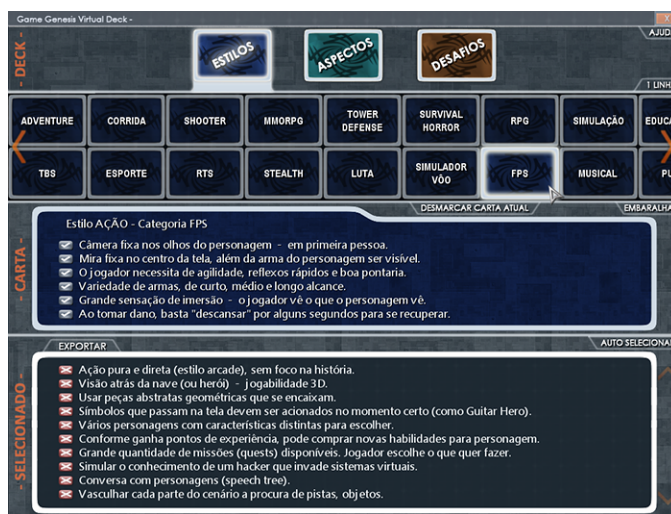 Game Genesis Virtual Deck -
X
AJUD
- DECK -
ESTILOS
ASPECTOS
DESAFIOS
1 LINH
ADVENTURE
CORRIDA
SHOOTER
MMORPG
TOWER
DEFENSE
SURVIVAL
HORROR
RPG
SIMULAÇÃO
EDUCA
TBS
ESPORTE
RTS
STEALTH
LUTA
SIMULADOR
VÔO
FPS
MUSICAL
PU
DESMARCAR CARTA ATUAL
EMBARALHA
- CARTA -
Estilo AÇÃO - Categoria FPS
Câmera fixa nos olhos do personagem - em primeira pessoa.
Mira fixa no centro da tela, além da arma do personagem ser visível.
O jogador necessita de agilidade, reflexos rápidos e boa pontaria.
Variedade de armas, de curto, médio e longo alcance.
Grande sensação de imersão - o jogador vê o que o personagem vê.
Ao tomar dano, basta "descansar" por alguns segundos para se recuperar.
EXPORTAR
AUTO SELECIONA
- SELECIONADO -
Ação pura e direta (estilo arcade), sem foco na história.
Visão atrás da nave (ou herói) - jogabilidade 3D.
Usar peças abstratas geométricas que se encaixam.
Símbolos que passam na tela devem ser acionados no momento certo (como Guitar Hero).
Vários personagens com características distintas para escolher.
Conforme ganha pontos de experiência, pode comprar novas habilidades para personagem.
Grande quantidade de missões (quests) disponíveis. Jogador escolhe o que quer fazer.
Simular o conhecimento de um hacker que invade sistemas virtuais.
Conversa com personagens (speech tree).
Vasculhar cada parte do cenário a procura de pistas, objetos.